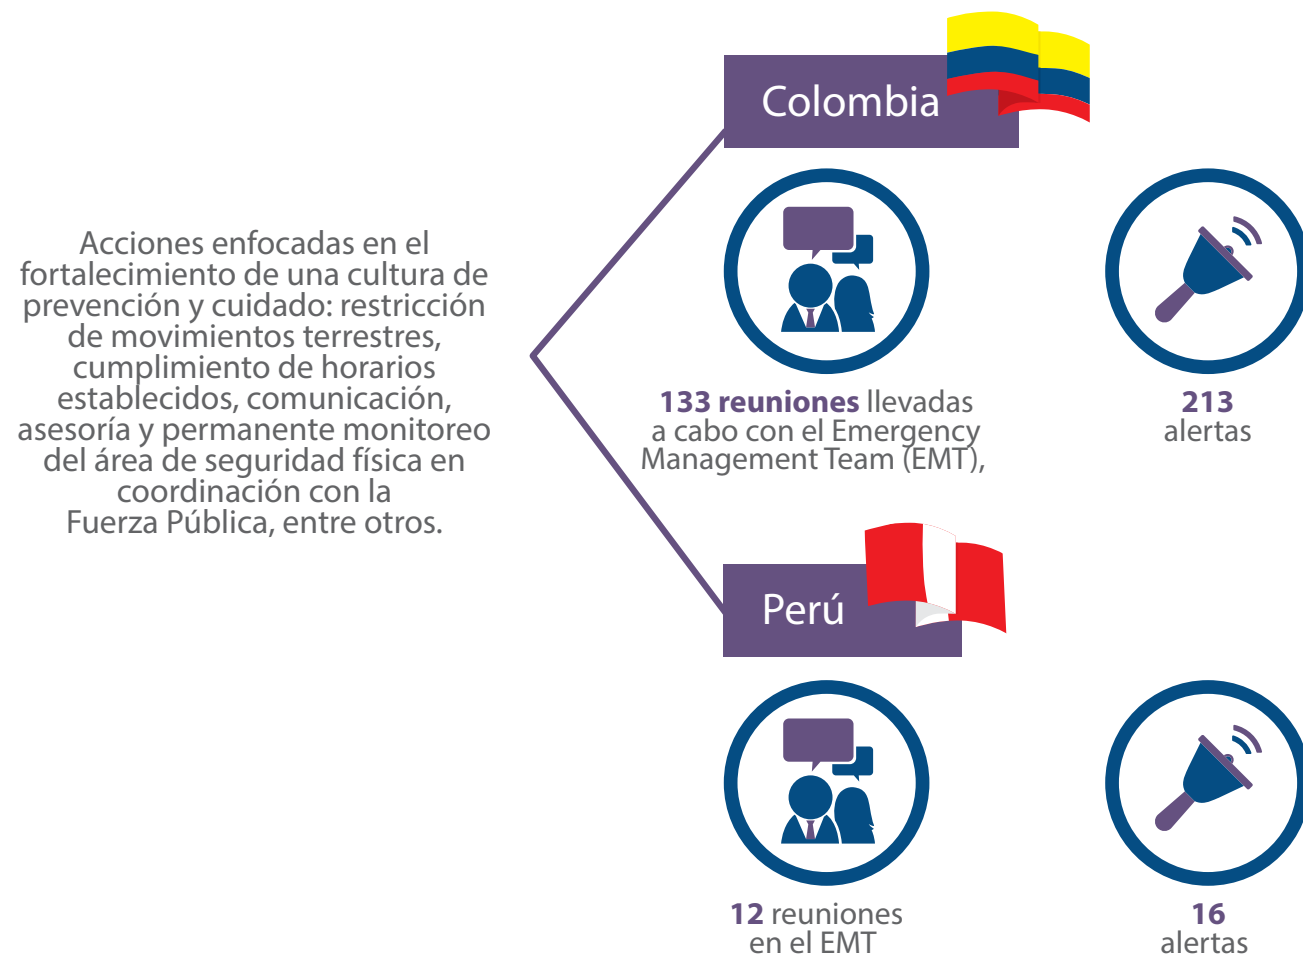 Acciones enfocadas en el
fortalecimiento de una cultura de
prevención y cuidado: restricción
de movimientos terrestres,
cumplimiento de horarios
establecidos, comunicación,
asesoría y permanente monitoreo
del área de seguridad física en
coordinación con la
Fuerza Pública, entre otros.
Colombia
133 reuniones llevadas
a cabo con el Emergency
Management Team (EMT),
213
alertas
Perú
12 reuniones
en el EMT
16
alertas